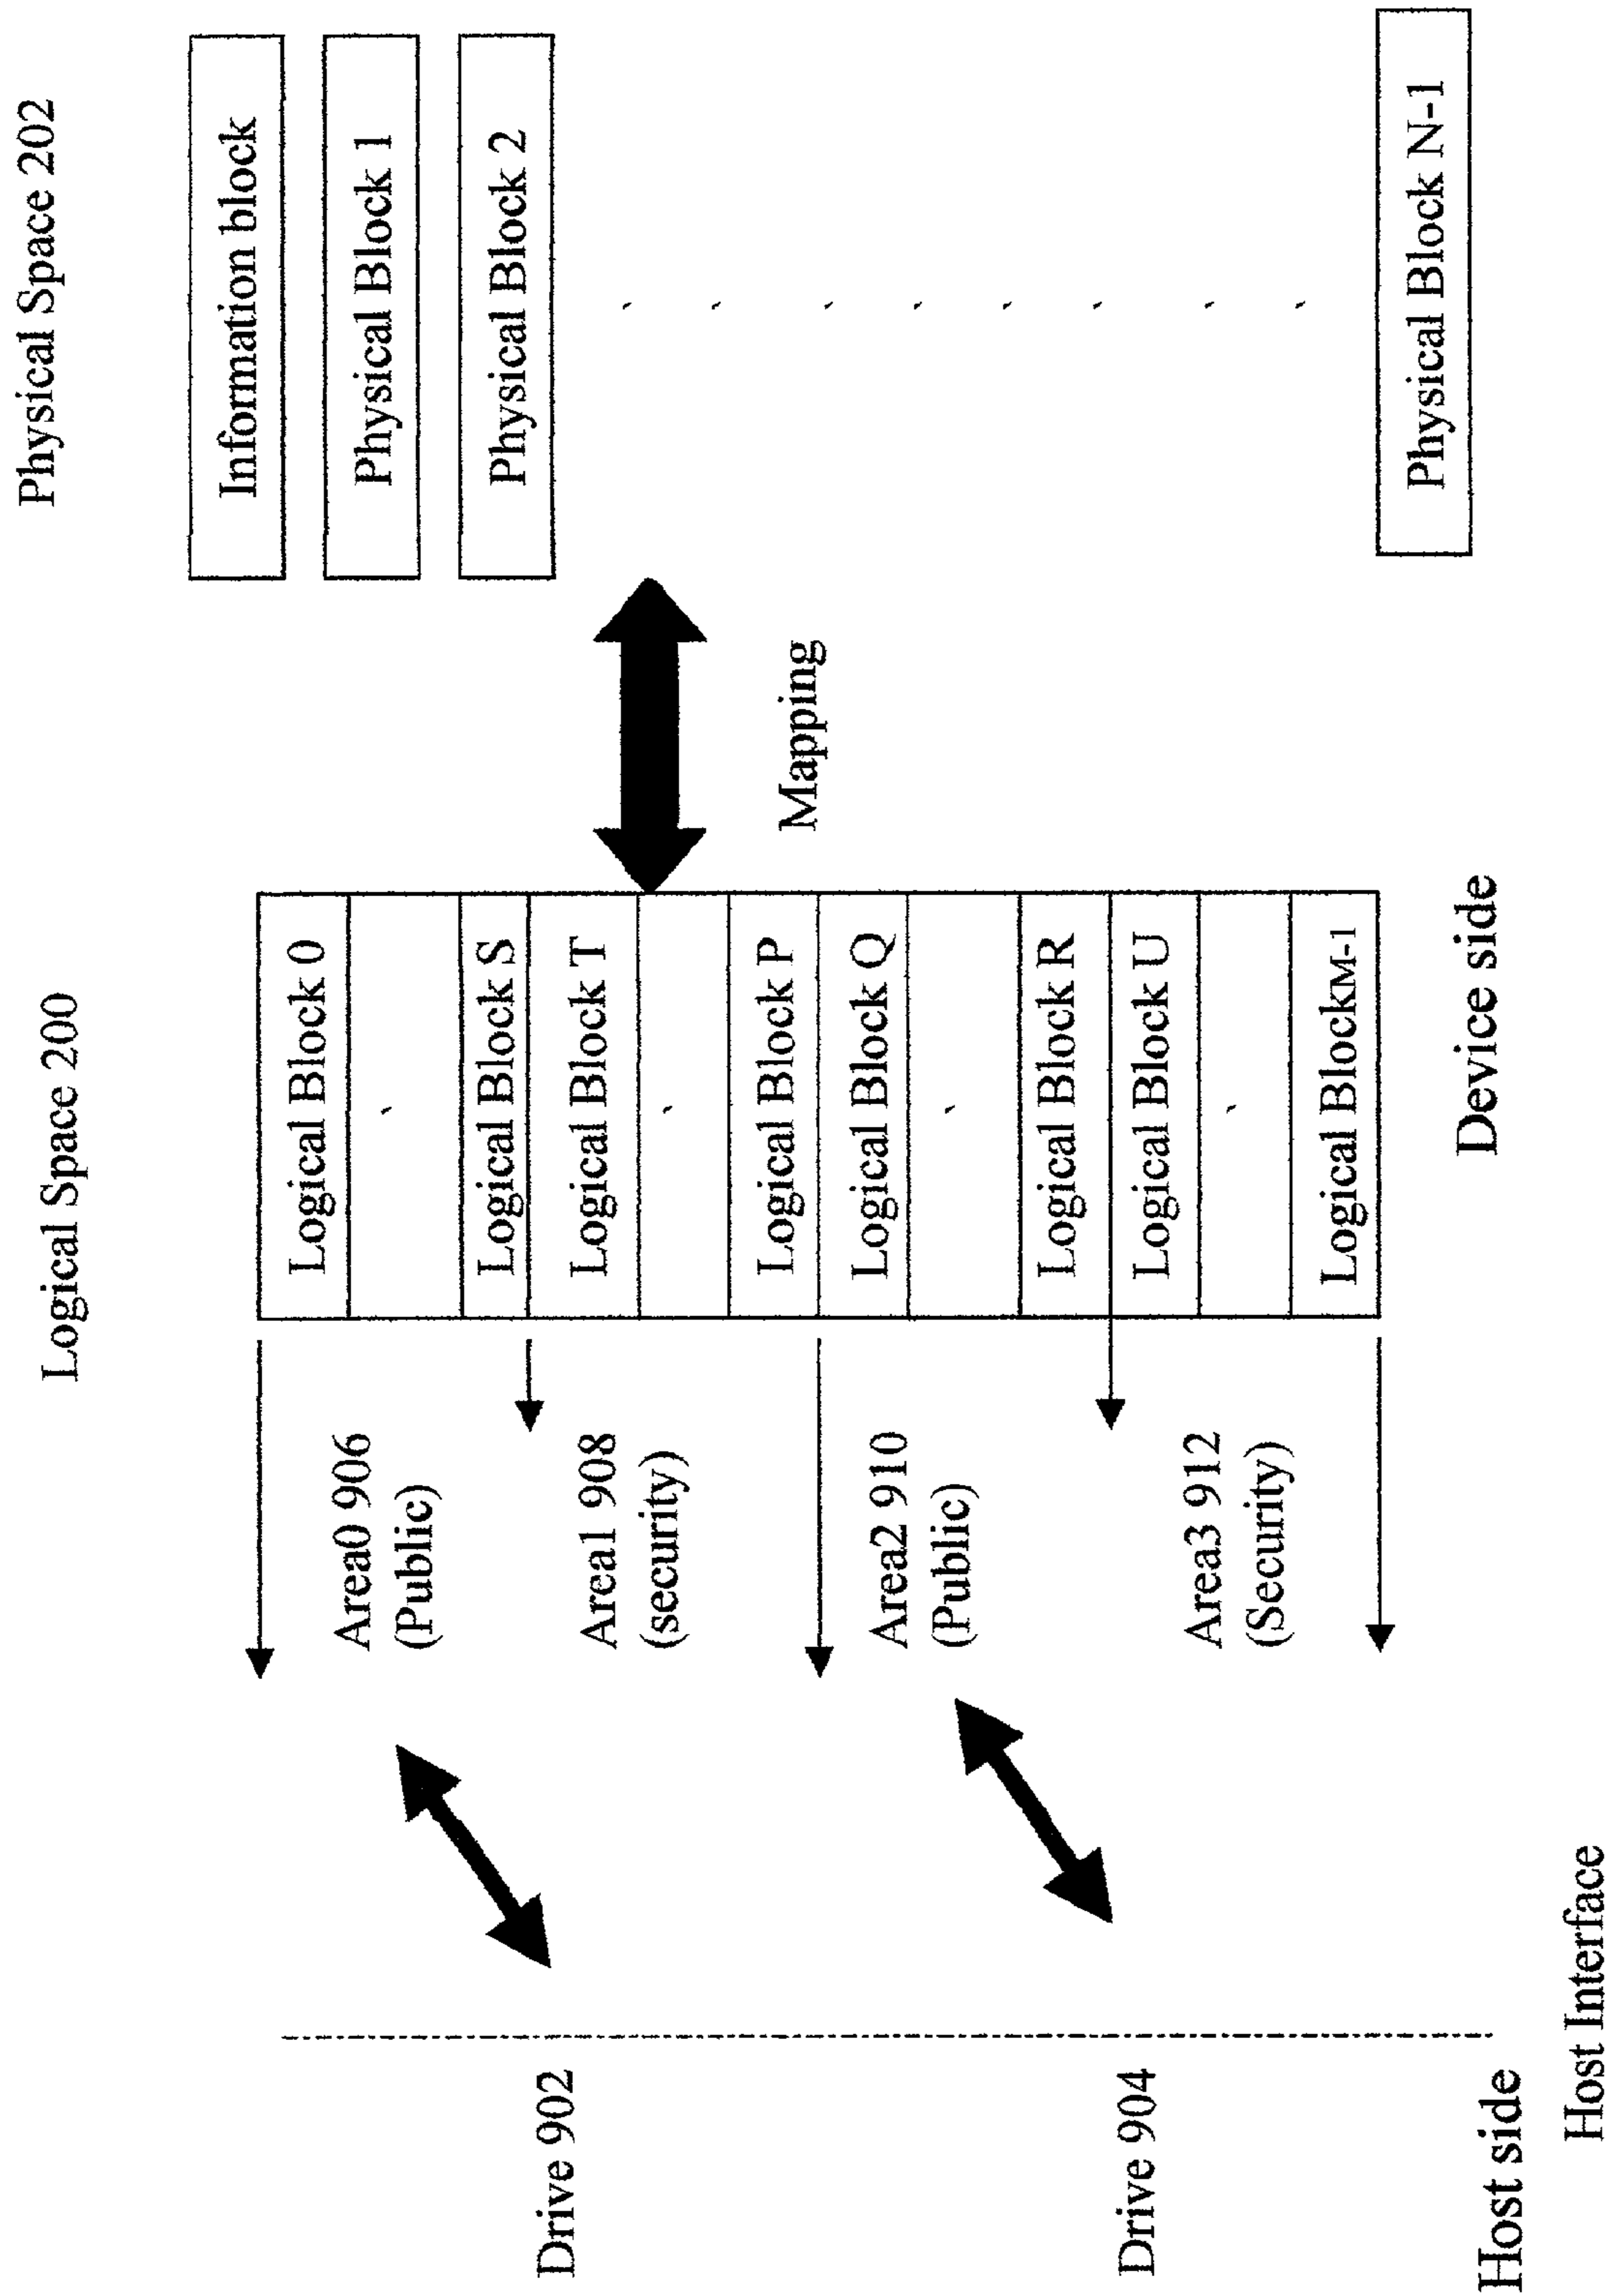 Logical Space 200
Physical Space 202
Logical Block 0
Logical Block S
Logical Block T
Logical Block P
Logical Block Q
Logical Block R
Logical Block U
Logical BlockM-1
Information block
Physical Block 1
Physical Block 2
Physical Block N-1
Mapping
Area0 906
(Public)
Area1 908
(security)
Area2 910
(Public)
Area3 912
(Security)
Drive 902
Drive 904
Host side
Device side
Host Interface